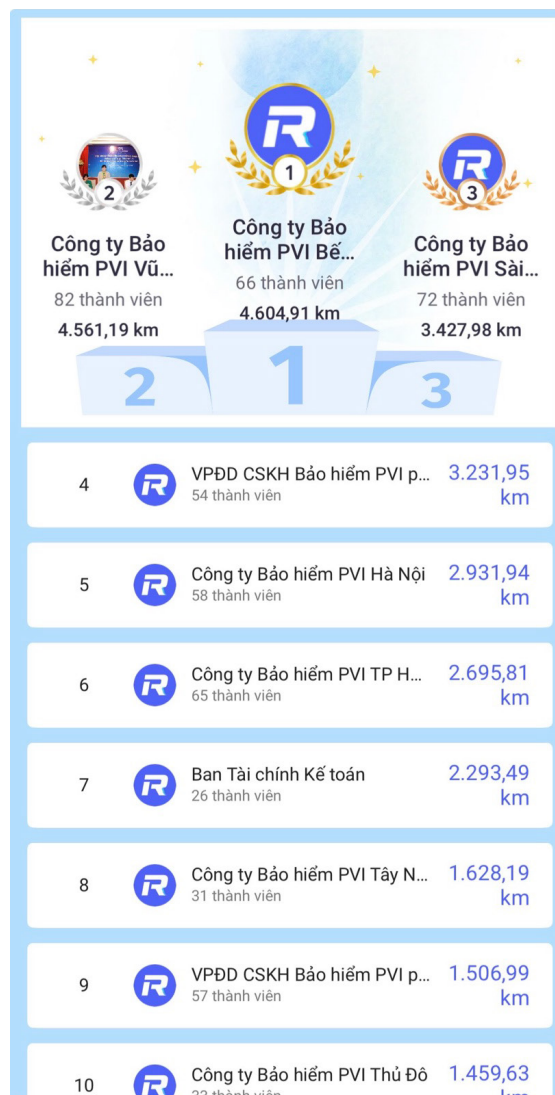 1
Công ty Bảo
hiểm PVI Bế...
66 thành viên
4.604,91 km
2
Công ty Bảo
hiểm PVI Vũ...
82 thành viên
4.561,19 km
3
Công ty Bảo
hiểm PVI Sài...
72 thành viên
3.427,98 km
2
1
3
4
VPĐD CSKH Bảo hiểm PVI p...
54 thành viên
3.231,95
km
5
Công ty Bảo hiểm PVI Hà Nội
58 thành viên
2.931,94
km
6
Công ty Bảo hiểm PVI TP H...
65 thành viên
2.695,81
km
7
Ban Tài chính Kế toán
26 thành viên
2.293,49
km
8
Công ty Bảo hiểm PVI Tây N...
31 thành viên
1.628,19
km
9
VPĐD CSKH Bảo hiểm PVI p...
57 thành viên
1.506,99
km
10
Công ty Bảo hiểm PVI Thủ Đô
thành viên
1.459,63
km